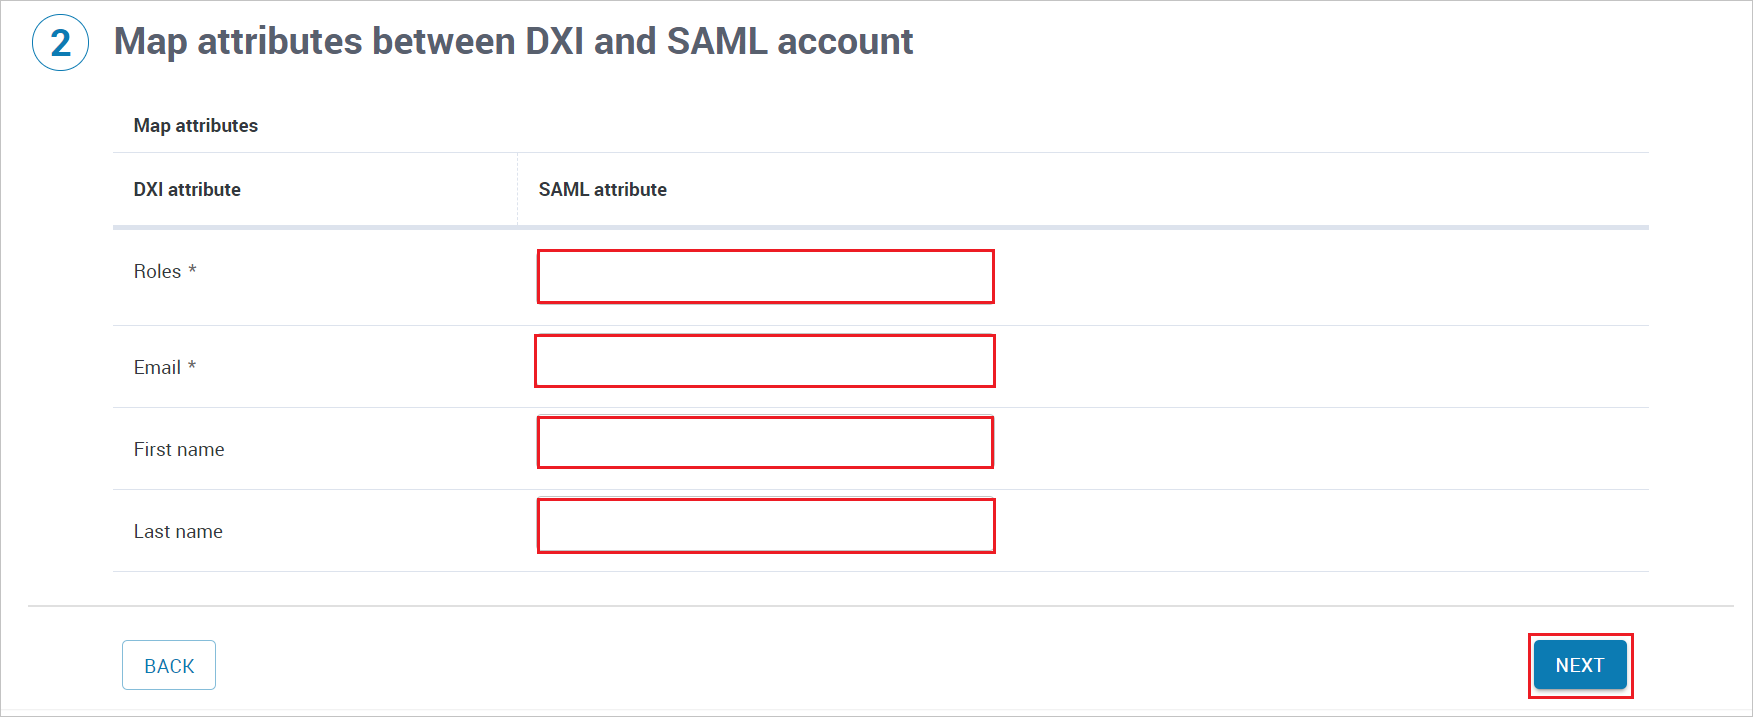 2 Map attributes between DXI and SAML account
Map attributes
DXI attribute SAML attribute
Roles *
Email *
First name
Last name
BACK NEXT